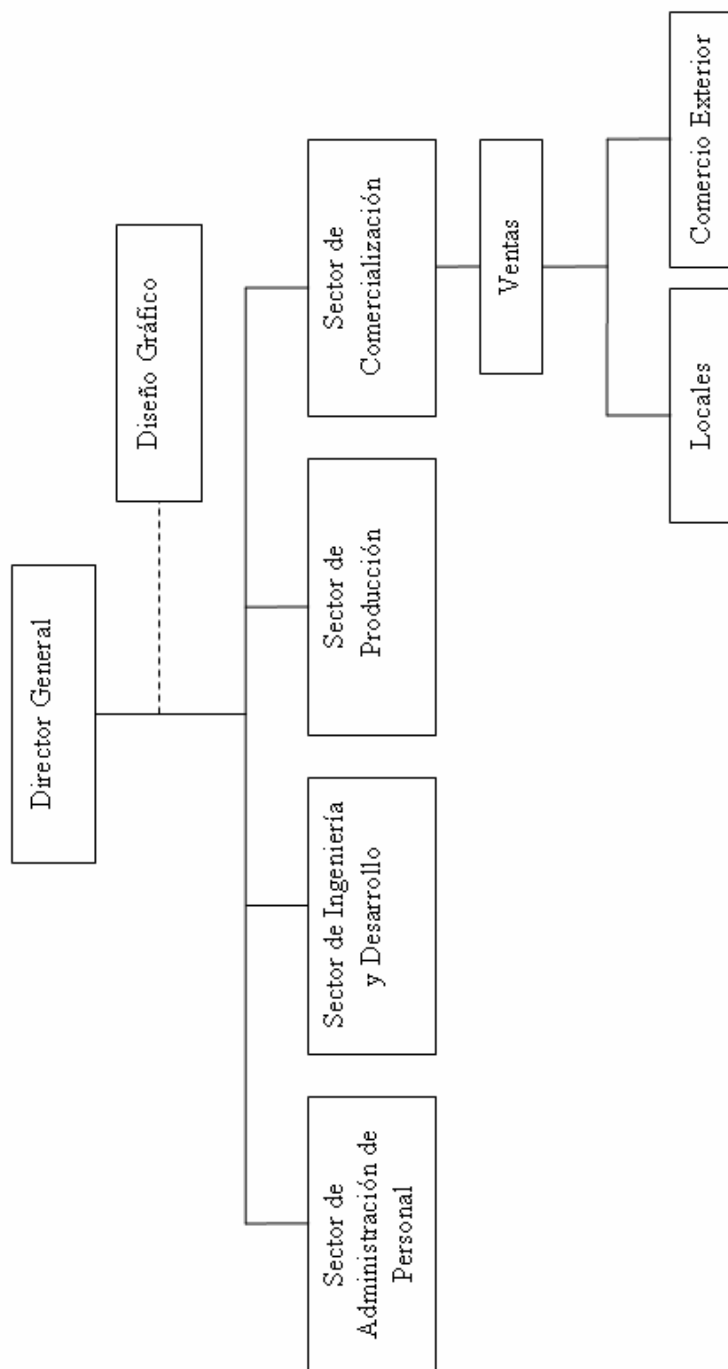 Director General
Diseño Gráfico
Sector de
Administración de
Personal
Sector de Ingeniería
y Desarrollo
Sector de
Producción
Sector de
Comercialización
Ventas
Locales
Comercio Exterior